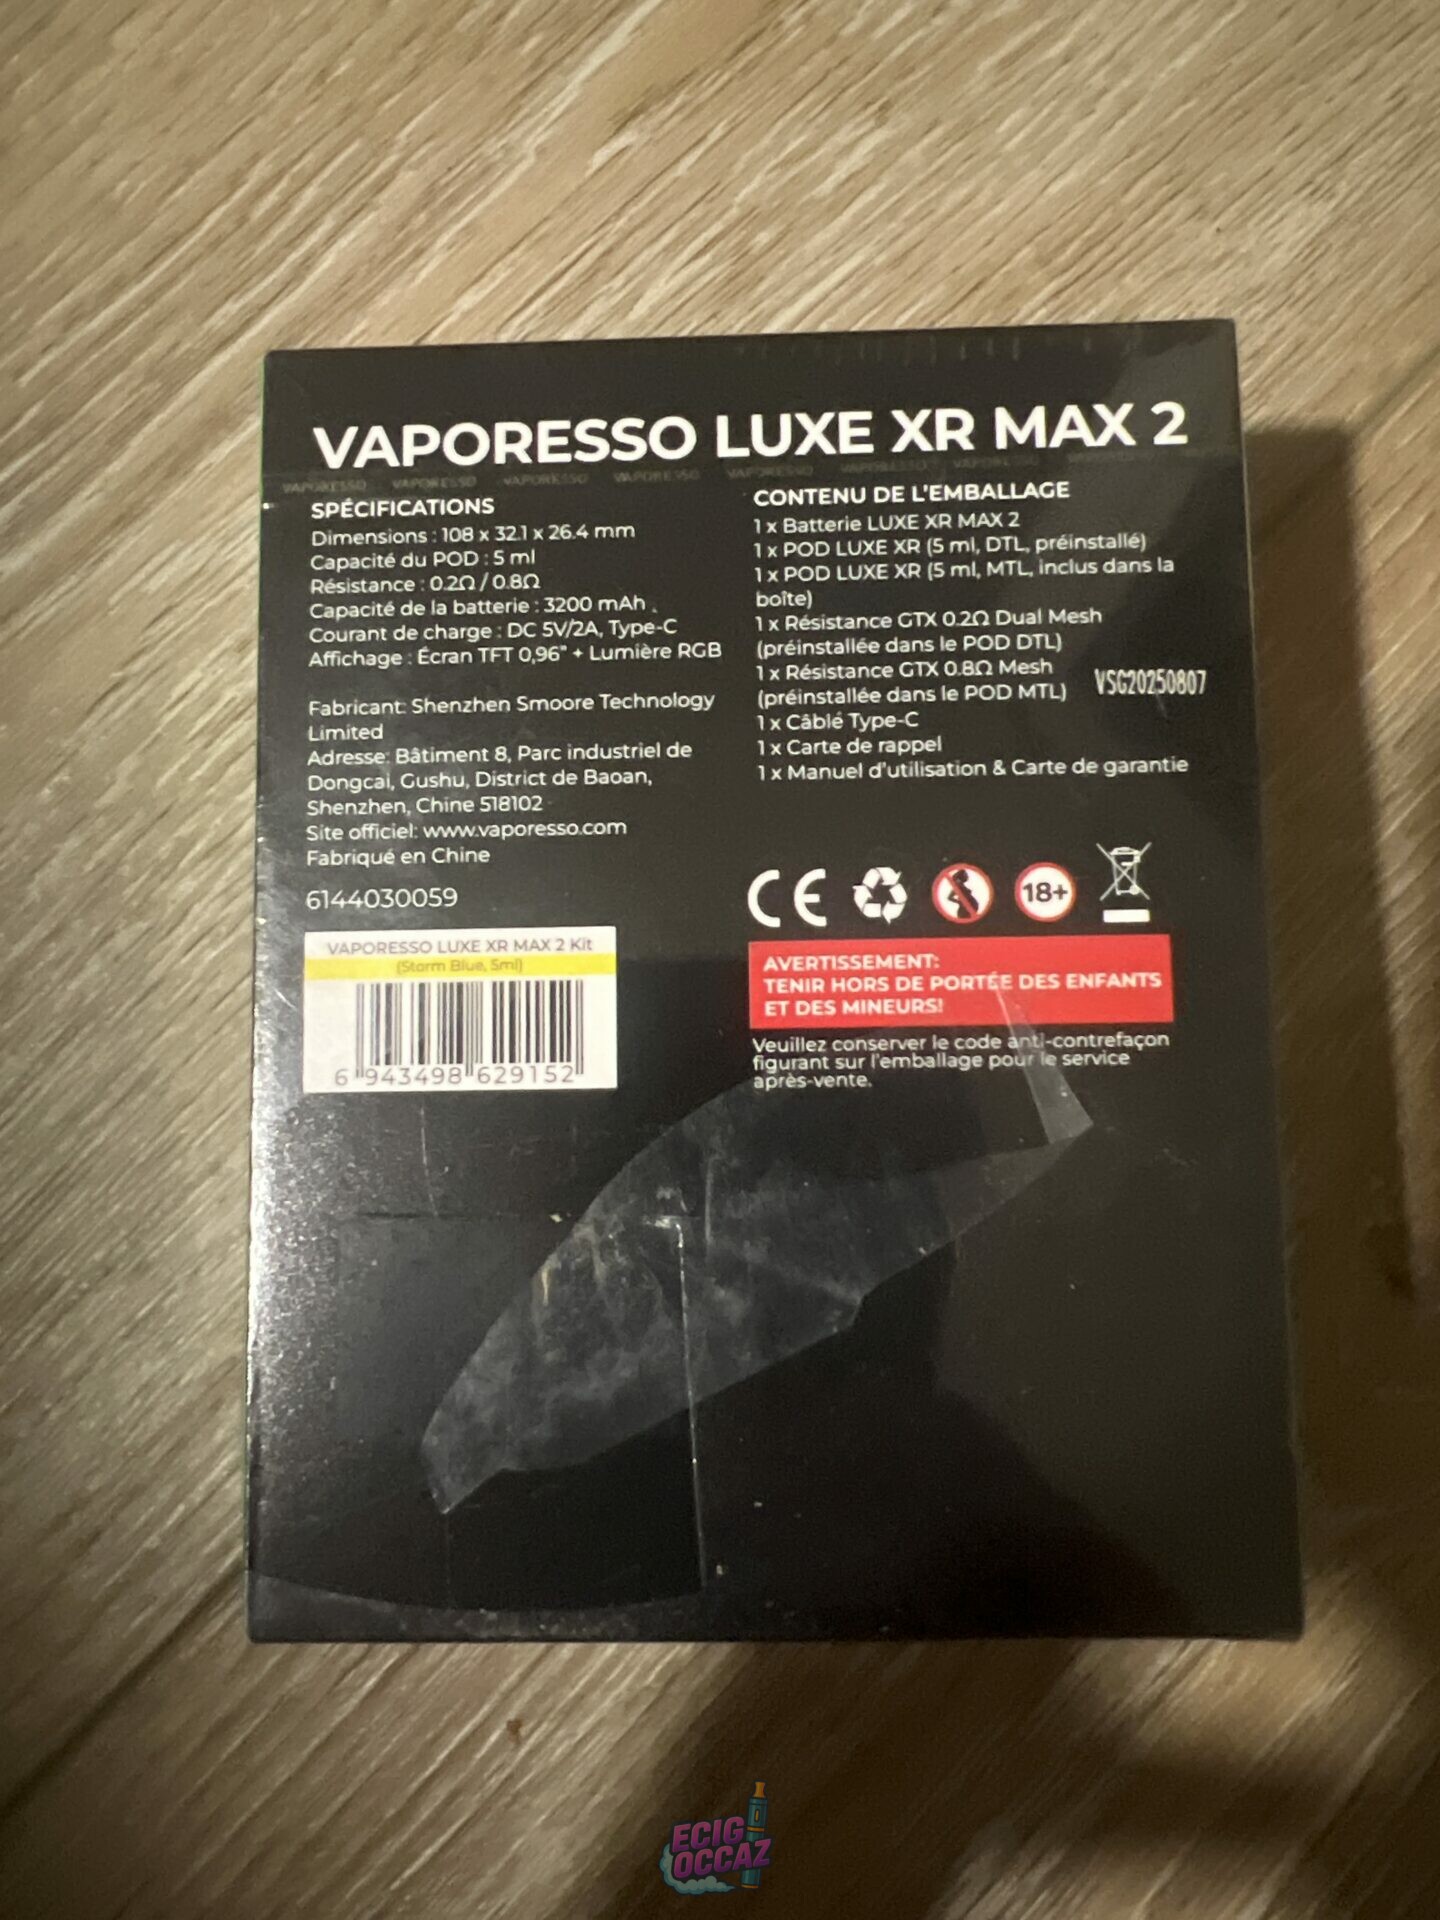 VAPORESSO LUXE XR MAX 2
VAPORESSO VAPORESSO VAPORESSO VAPORESSO VAPORESSO VAPORESSO VAPORESSO
SPÉCIFICATIONS
Dimensions : 108 x 32.1 x 26.4 mm
Capacité du POD : 5 ml
Résistance : 0.2Ω / 0.8Ω
Capacité de la batterie : 3200 mAh
Courant de charge : DC 5V/2A, Type-C
Affichage : Écran TFT 0,96" + Lumière RGB
Fabricant: Shenzhen Smoore Technology
Limited
Adresse: Bâtiment 8, Parc industriel de
Dongcai, Gushu, District de Baoan,
Shenzhen, Chine 518102
Site officiel: www.vaporesso.com
Fabriqué en Chine
6144030059
VAPORESSO LUXE XR MAX 2 Kit
(Storm Blue, 5ml)
6 943498 629152
CONTENU DE L'EMBALLAGE
1 x Batterie LUXE XR MAX 2
1 x POD LUXE XR (5 ml, DTL, préinstallé)
1 x POD LUXE XR (5 ml, MTL, inclus dans la
boîte)
1 x Résistance GTX 0.2Ω Dual Mesh
(préinstallée dans le POD DTL)
1 x Résistance GTX 0.8Ω Mesh
(préinstallée dans le POD MTL)
VSG20250807
1 x Câblé Type-C
1 x Carte de rappel
1 x Manuel d'utilisation & Carte de garantie
CE
18+
AVERTISSEMENT:
TENIR HORS DE PORTÉE DES ENFANTS
ET DES MINEURS!
Veuillez conserver le code anti-contrefaçon
figurant sur l'emballage pour le service
après-vente.
ECIG
OCCAZ